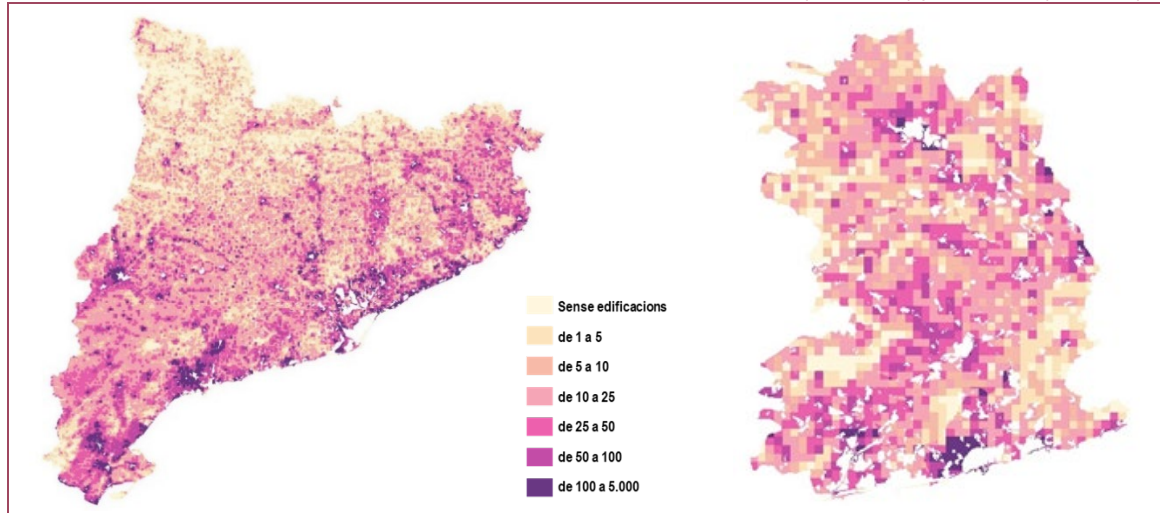 Sense edificacions
de 1 a 5
de 5 a 10
de 10 a 25
de 25 a 50
de 50 a 100
de 100 a 5.000